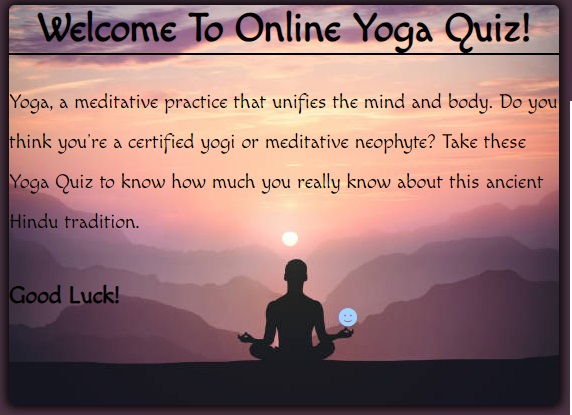 Welcome To Online Yoga Quiz!
Yoga, a meditative practice that unifies the mind and body. Do you
think you're a certified yogi or meditative neophyte? Take these
Yoga Quiz to know how much you really know about this ancient
Hindu tradition.
Good Luck!